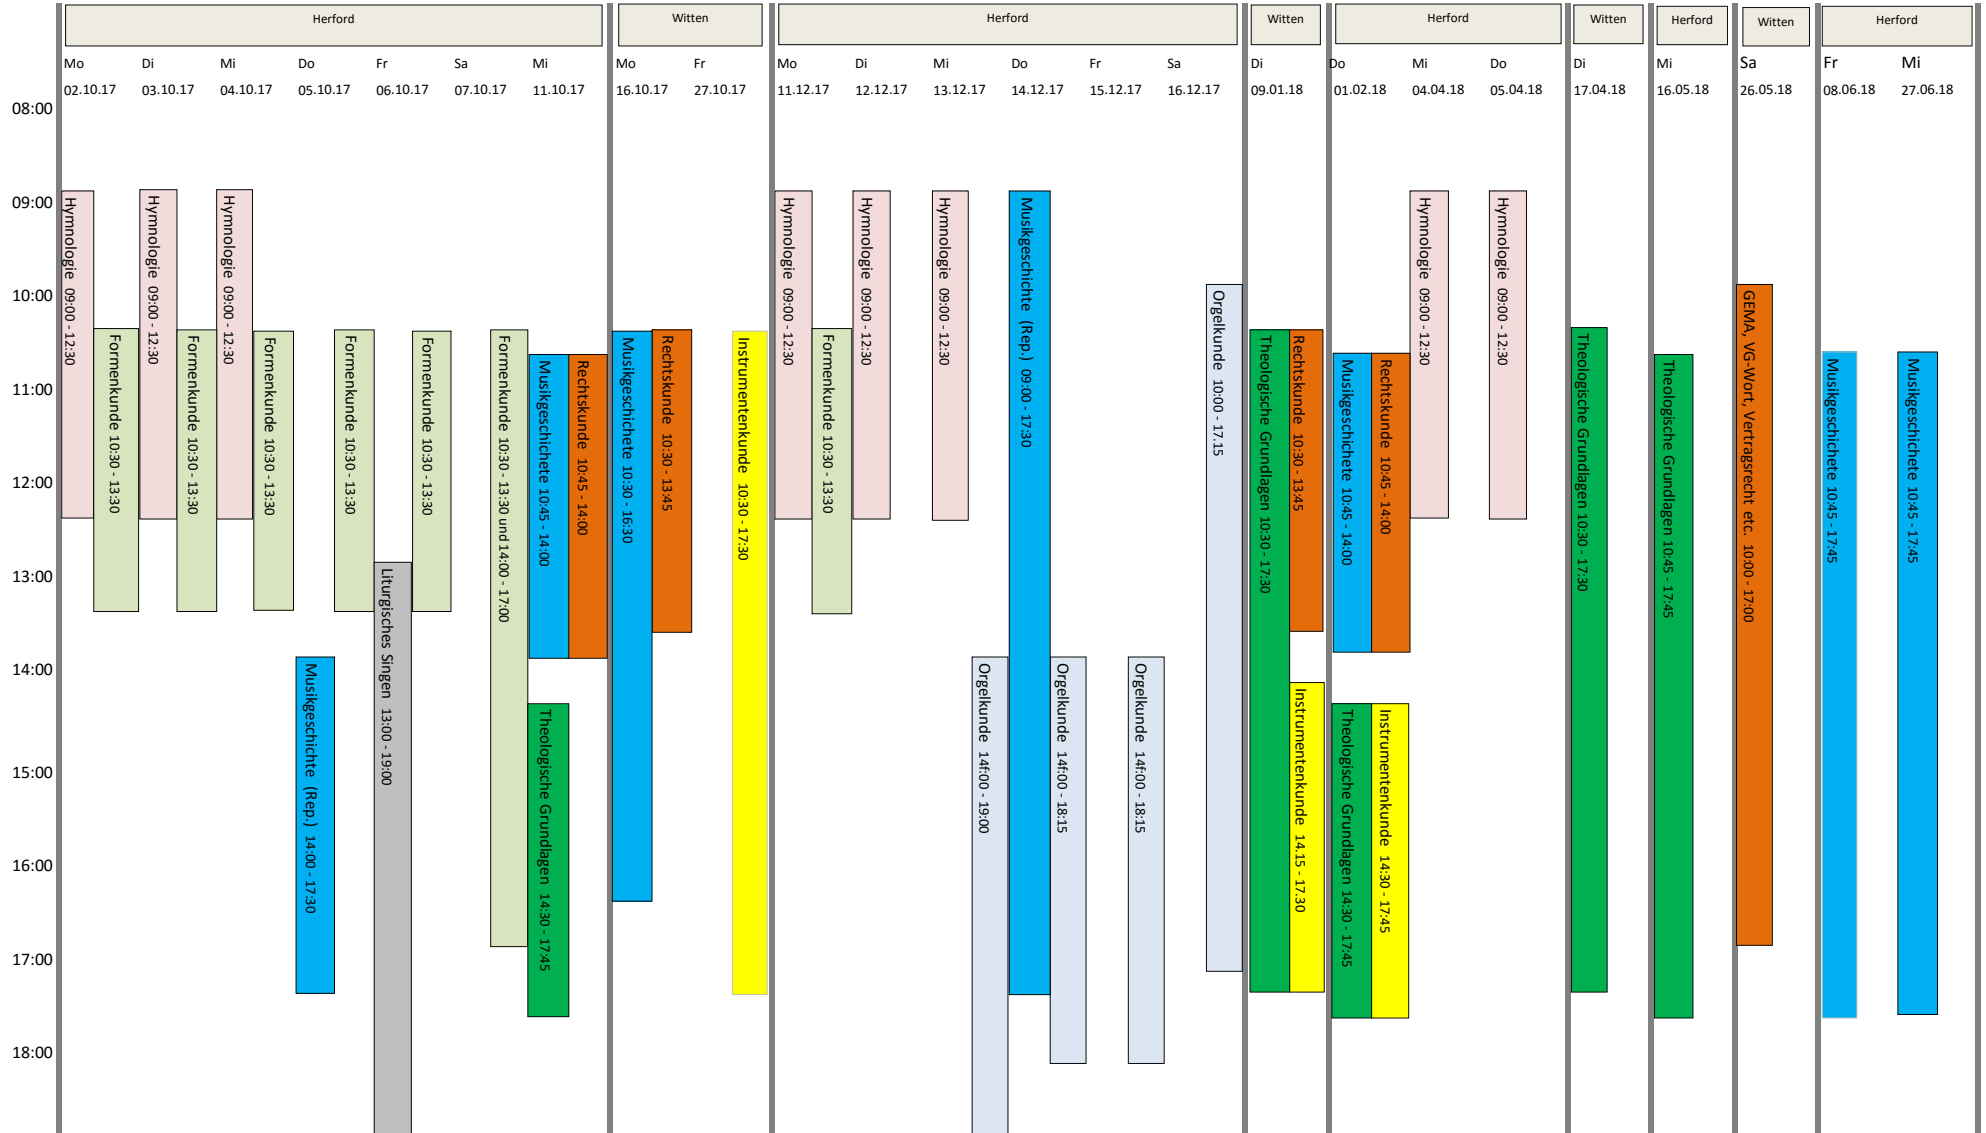 Herford
Witten
Herford
Witten
Herford
Witten
Herford
Witten
Herford
Mo
Di
Mi
Do
Fr
Sa
Mi
Mo
Fr
Mo
Di
Mi
Do
Fr
Sa
Di
Do
Mi
Do
Di
Mi
Sa
Fr
Mi
02.10.17
03.10.17
04.10.17
05.10.17
06.10.17
07.10.17
11.10.17
16.10.17
27.10.17
11.12.17
12.12.17
13.12.17
14.12.17
15.12.17
16.12.17
09.01.18
01.02.18
04.04.18
05.04.18
17.04.18
16.05.18
26.05.18
08.06.18
27.06.18
08:00
09:00
10:00
11:00
12:00
13:00
14:00
15:00
16:00
17:00
18:00
Hymnologie 09:00 - 12:30
Formenkunde 10:30 - 13:30
Hymnologie 09:00 - 12:30
Formenkunde 10:30 - 13:30
Hymnologie 09:00 - 12:30
Formenkunde 10:30 - 13:30
Musikgeschichte (Rep.) 14:00 - 17:30
Formenkunde 10:30 - 13:30
Liturgisches Singen 13:00 - 19:00
Formenkunde 10:30 - 13:30
Formenkunde 10:30 - 13:30 und 14:00 - 17:00
Musikgeschichete 10:45 - 14:00
Rechtskunde 10:45 - 14:00
Theologische Grundlagen 14:30 - 17:45
Musikgeschichete 10:30 - 16:30
Rechtskunde 10:30 - 13:45
Instrumentenkunde 10:30 - 17:30
Hymnologie 09:00 - 12:30
Formenkunde 10:30 - 13:30
Hymnologie 09:00 - 12:30
Hymnologie 09:00 - 12:30
Orgelkunde 14f:00 - 19:00
Musikgeschichte (Rep.) 09:00 - 17:30
Orgelkunde 14f:00 - 18:15
Orgelkunde 14f:00 - 18:15
Orgelkunde 10:00 - 17.15
Theologische Grundlagen 10:30 - 17:30
Rechtskunde 10:30 - 13:45
Instrumentenkunde 14.15 - 17.30
Musikgeschichete 10:45 - 14:00
Rechtskunde 10:45 - 14:00
Theologische Grundlagen 14:30 - 17:45
Instrumentenkunde 14:30 - 17:45
Hymnologie 09:00 - 12:30
Hymnologie 09:00 - 12:30
Theologische Grundlagen 10:30 - 17:30
Theologische Grundlagen 10:45 - 17:45
GEMA, VG-Wort, Vertragsrecht etc. 10:00 - 17:00
Musikgeschichete 10:45 - 17:45
Musikgeschichete 10:45 - 17:45